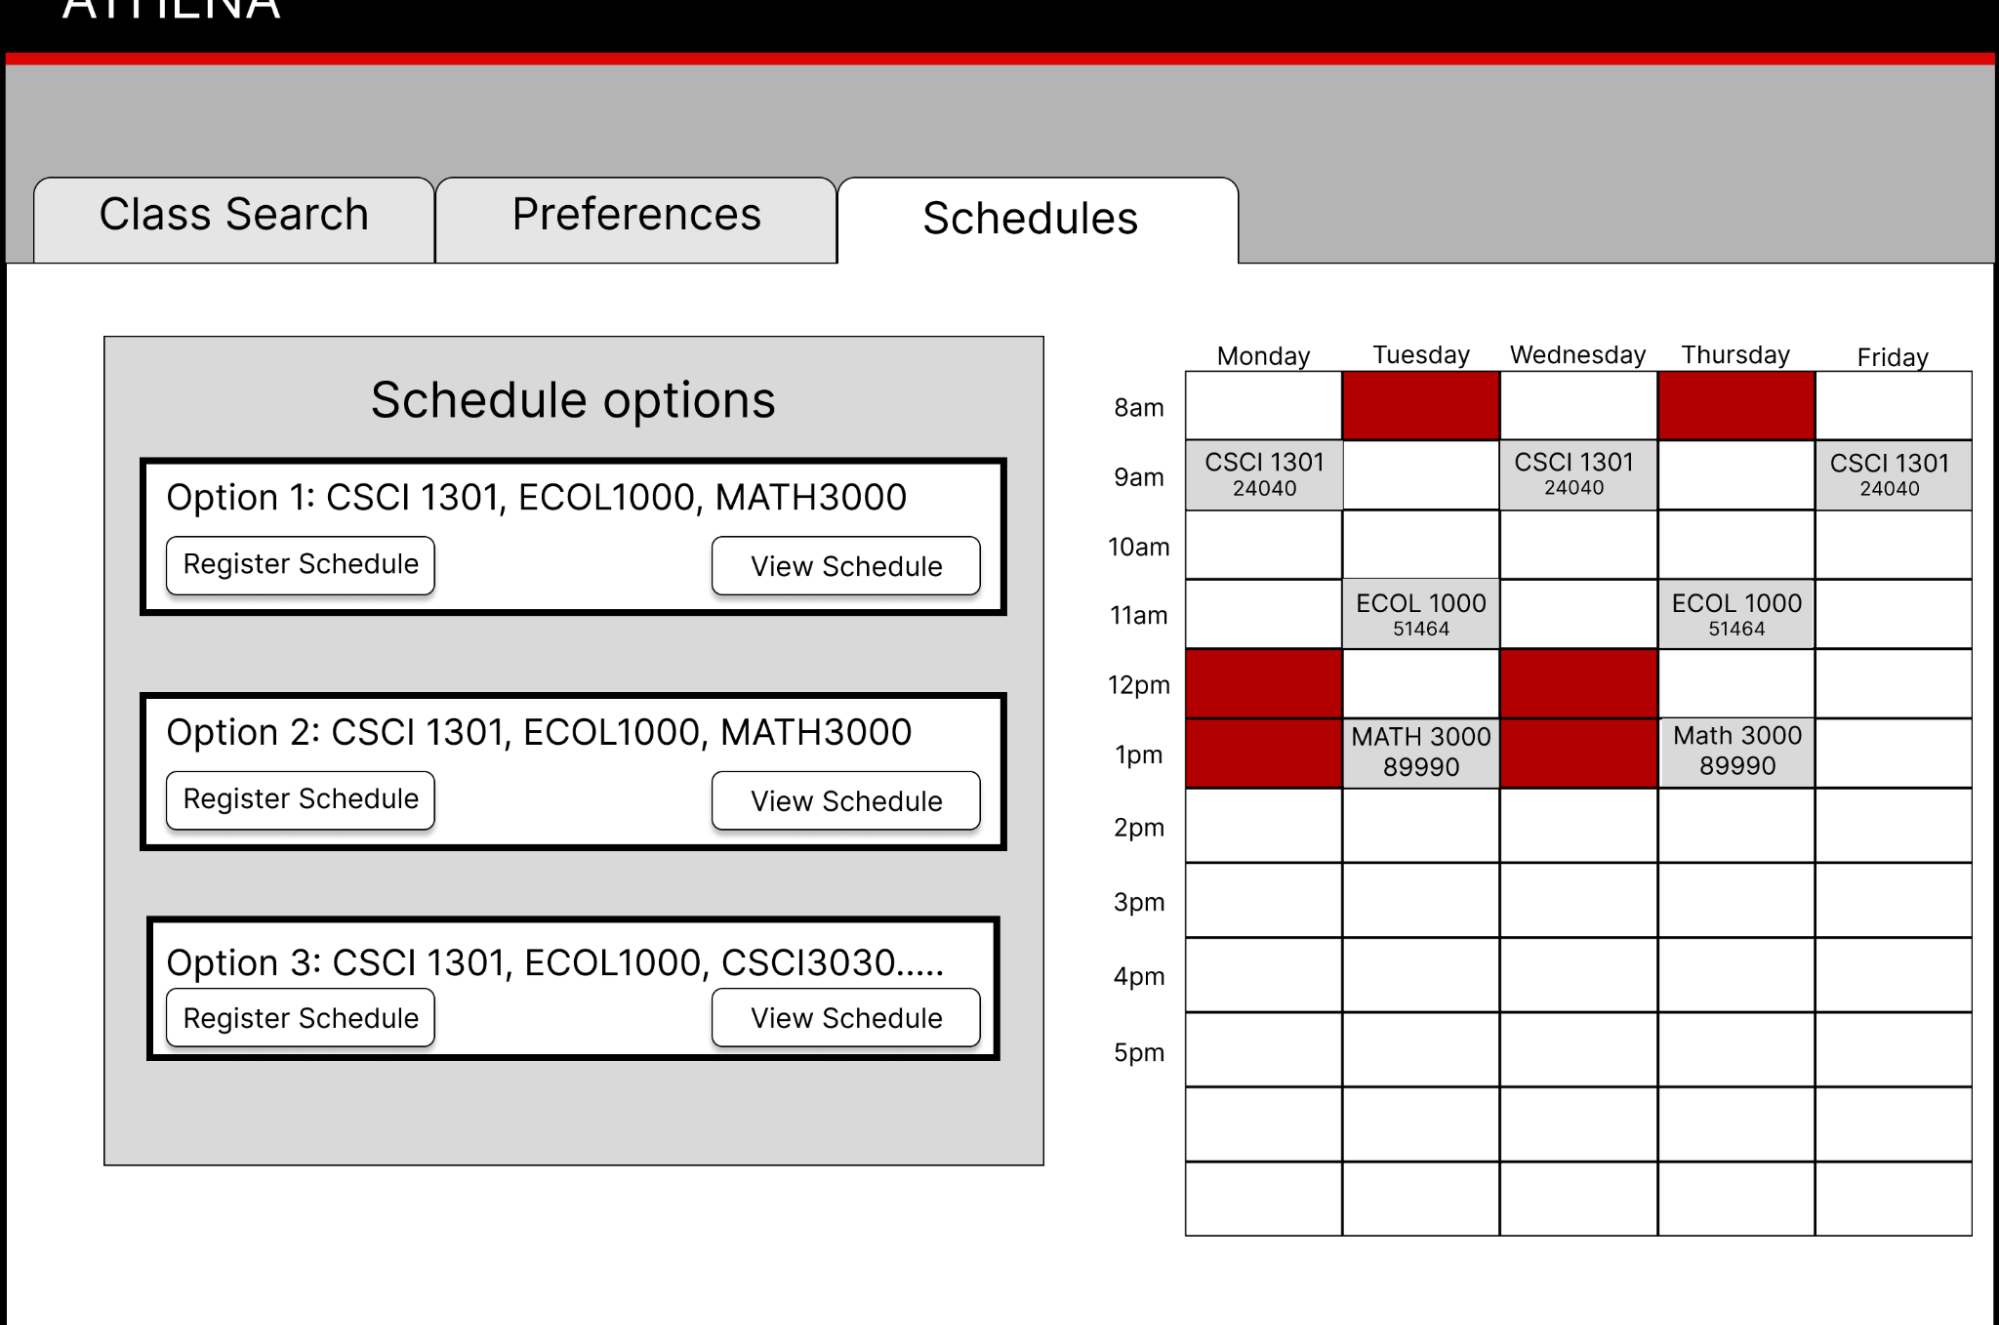 ATHENA
Class Search
Preferences
Schedules
Schedule options
Option 1: CSCI 1301, ECOL1000, MATH3000
Register Schedule
View Schedule
Option 2: CSCI 1301, ECOL1000, MATH3000
Register Schedule
View Schedule
Option 3: CSCI 1301, ECOL1000, CSCI3030.....
Register Schedule
View Schedule
Monday Tuesday Wednesday Thursday Friday
8am
9am
CSCI 1301
24040
CSCI 1301
24040
CSCI 1301
24040
10am
11am
ECOL 1000
51464
ECOL 1000
51464
12pm
1pm
MATH 3000
89990
Math 3000
89990
2pm
3pm
4pm
5pm